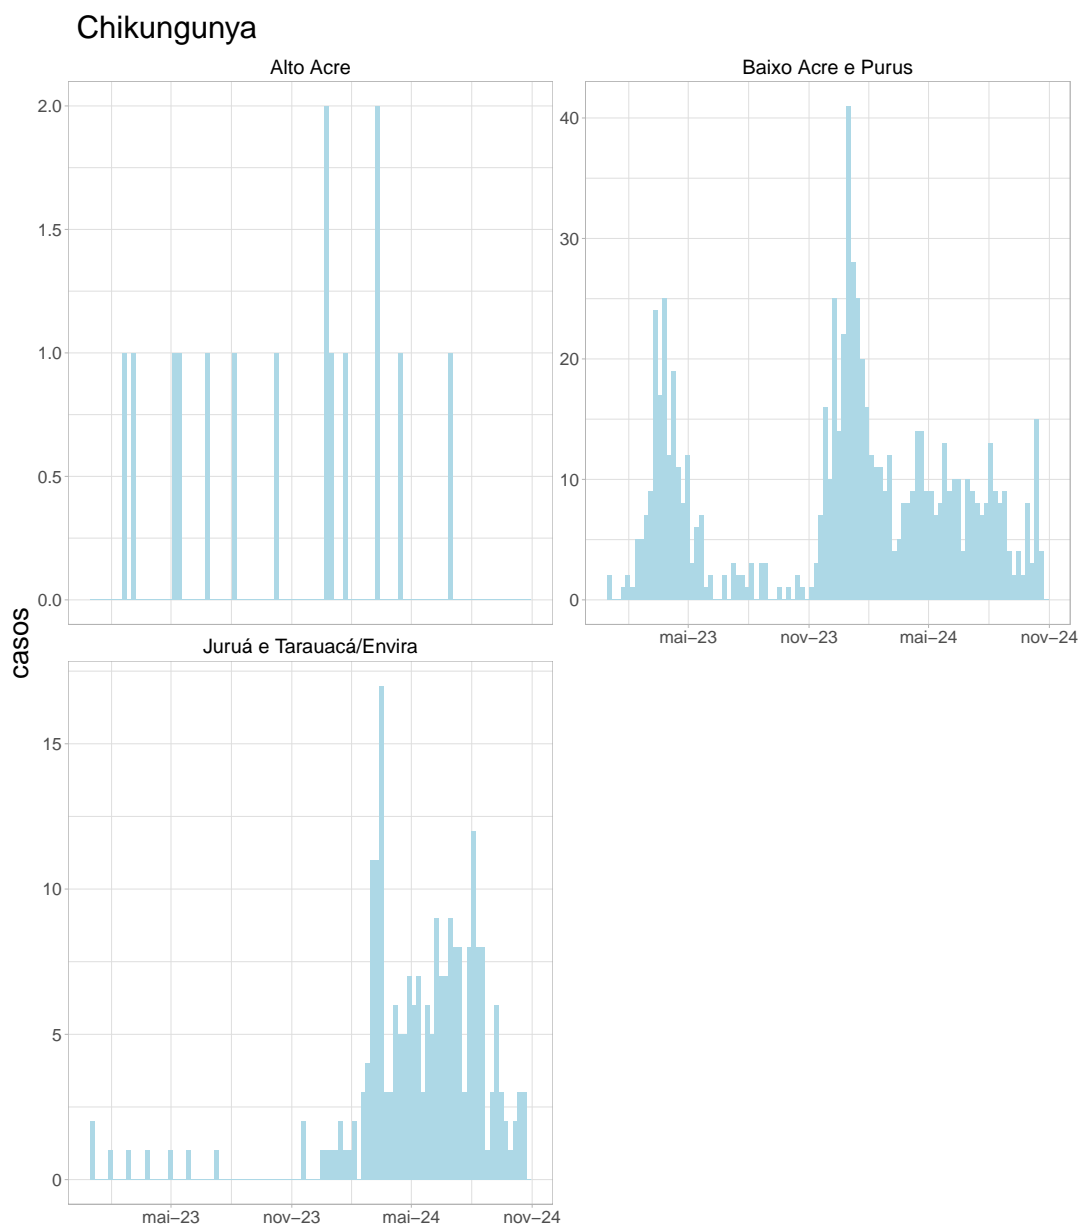 Chikungunya
Alto Acre
Baixo Acre e Purus
2.0
1.5
1.0
0.5
0.0
40
30
20
10
0
mai–23
nov–23
mai–24
nov–24
casos
Juruá e Tarauacá/Envira
15
10
5
0
mai–23
nov–23
mai–24
nov–24